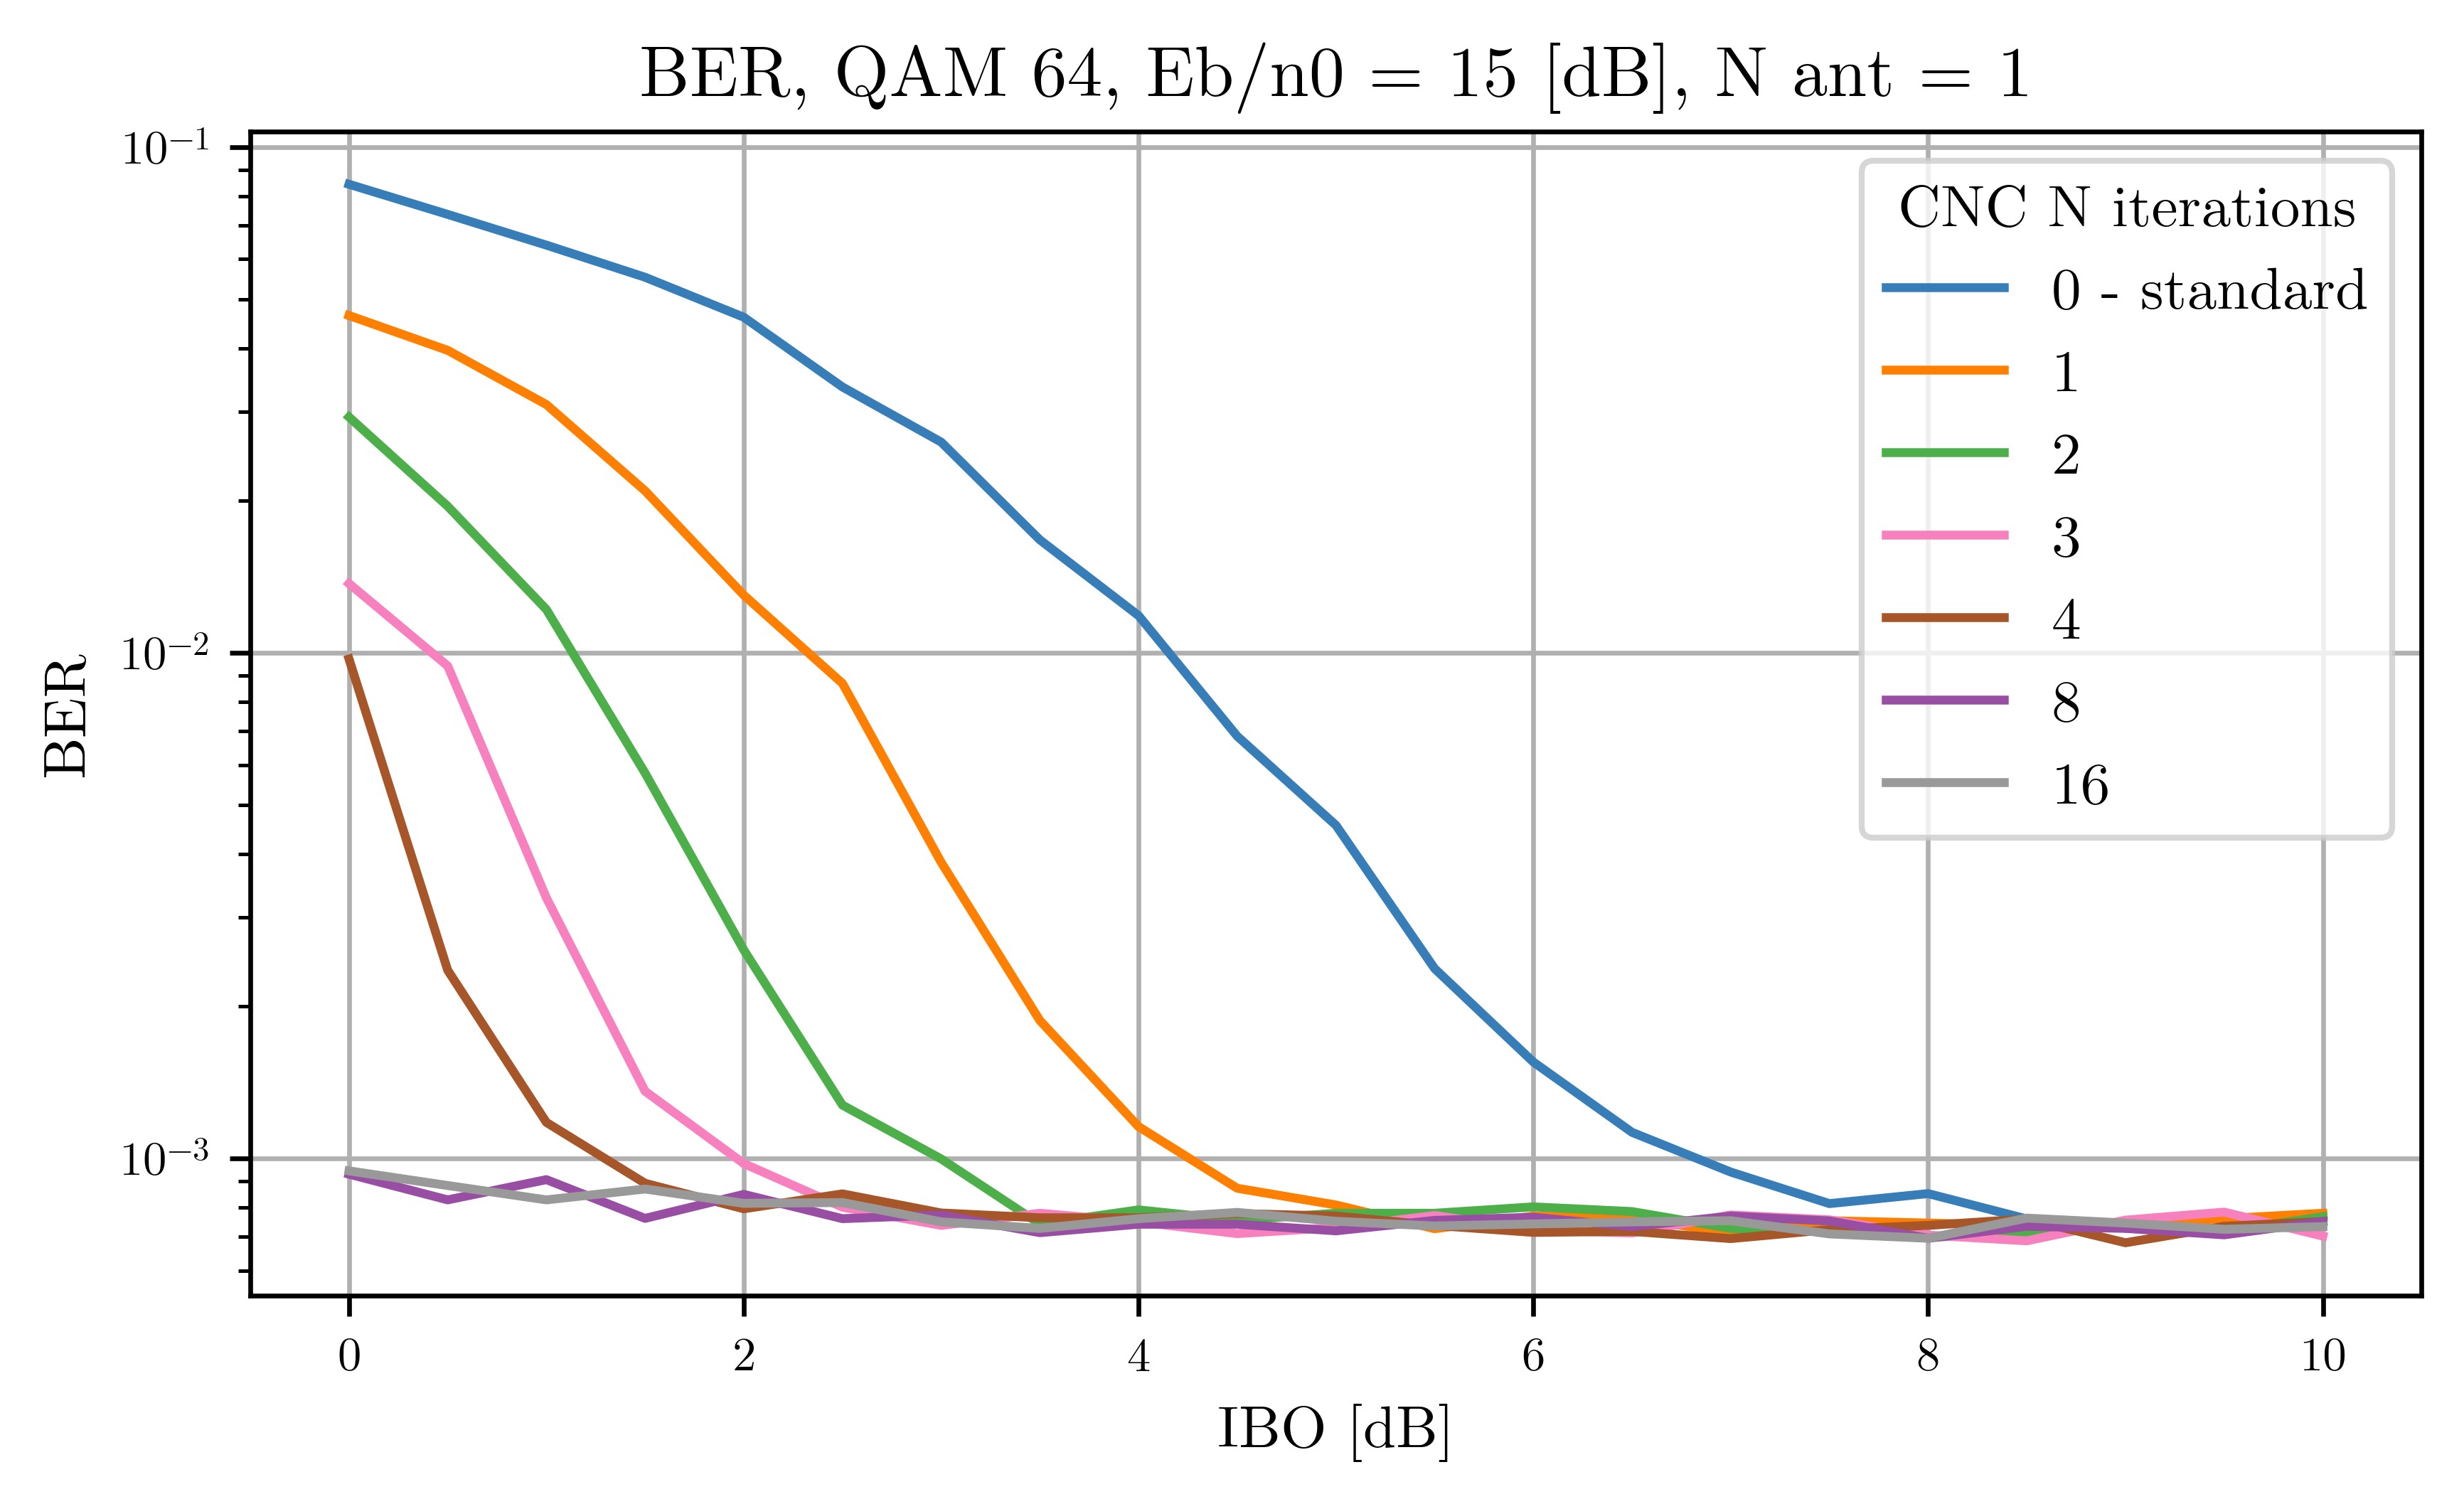 BER, QAM 64, Eb/n0 = 15 [dB], N ant = 1
BER
10⁻¹
10⁻²
10⁻³
CNC N iterations
0 - standard
1
2
3
4
8
16
0 2 4 6 8 10
IBO [dB]